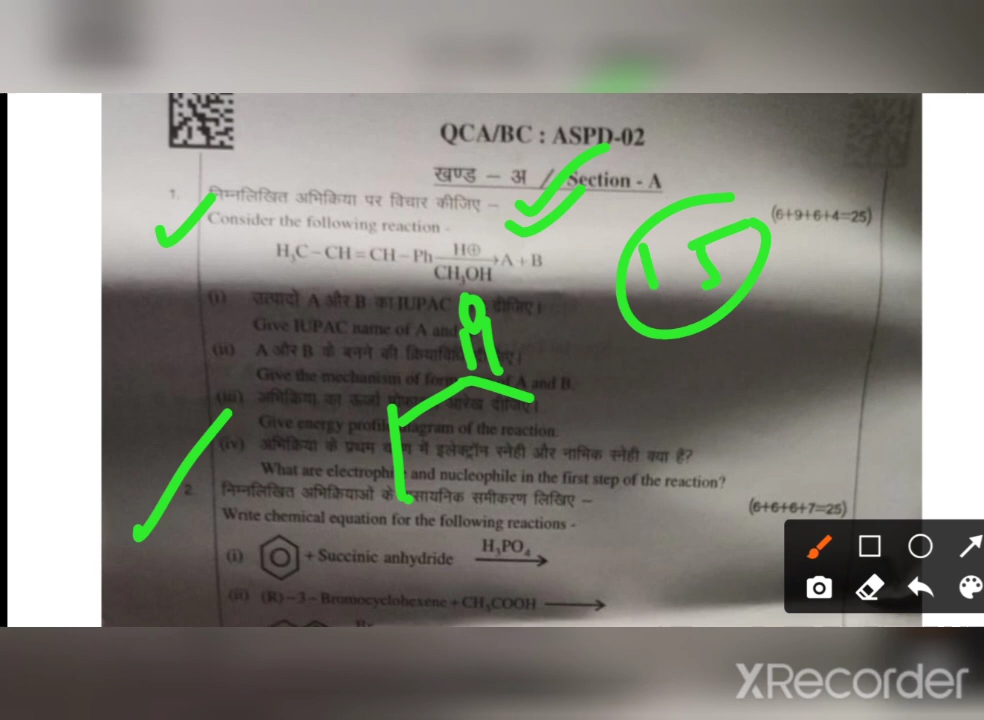 QCA/BC : ASPD-02
खण्ड – अ / Section - A
1. निम्नलिखित अभिक्रिया पर विचार कीजिए –
(6+9+6+4=25)
Consider the following reaction -
H₃C – CH = CH – Ph H⊕ CH₃OH A + B
15
(i) उत्पादों A और B का IUPAC दीजिए।
Give IUPAC name of A and
(ii) A और B के बनने की दीजिए।
Give the mechanism of of A and B.
(iii) अभिक्रिया का ऊर्जा आरेख दीजिए।
Give energy profile diagram of the reaction.
(iv) अभिक्रिया के प्रथम में इलेक्ट्रॉन स्नेही और नाभिक स्नेही क्या हैं?
What are electrophile and nucleophile in the first step of the reaction?
2. निम्नलिखित अभिक्रियाओं के समीकरण लिखिए –
(6+6+6+7=25)
Write chemical equation for the following reactions -
(i) + Succinic anhydride H₃PO₄
(ii) (R)–3–Bromocyclohexene + CH₃COOH
XRecorder